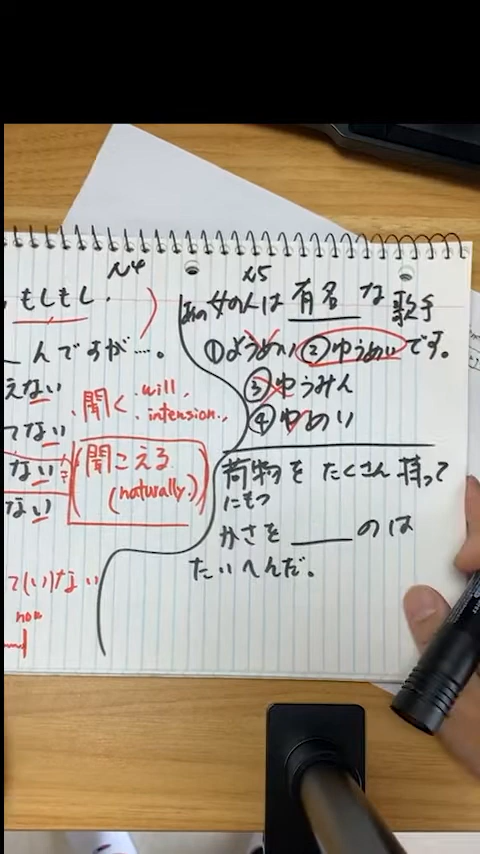 N4
もしもし。
んですが…。
えない
てない
ない
ない
聞く will, intension.
聞こえる
(naturally.)
て(い)ない
now
N5
あの女の人は 有名 な 歌手
①ようめい ②ゆうめい です。
③ゆうみん
④ゆめい
荷物を たくさん 持って
にもつ
かさを ____ のは
たいへんだ。